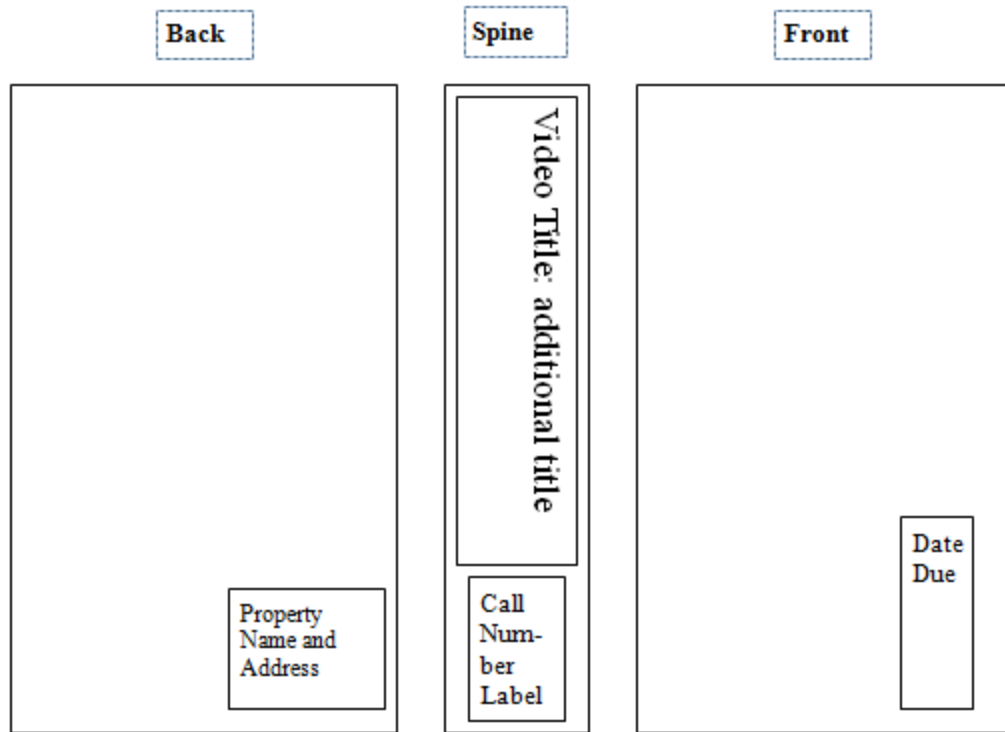 Back
Spine
Front
Video Title: additional title
Property
Name and
Address
Call
Num-
ber
Label
Date
Due